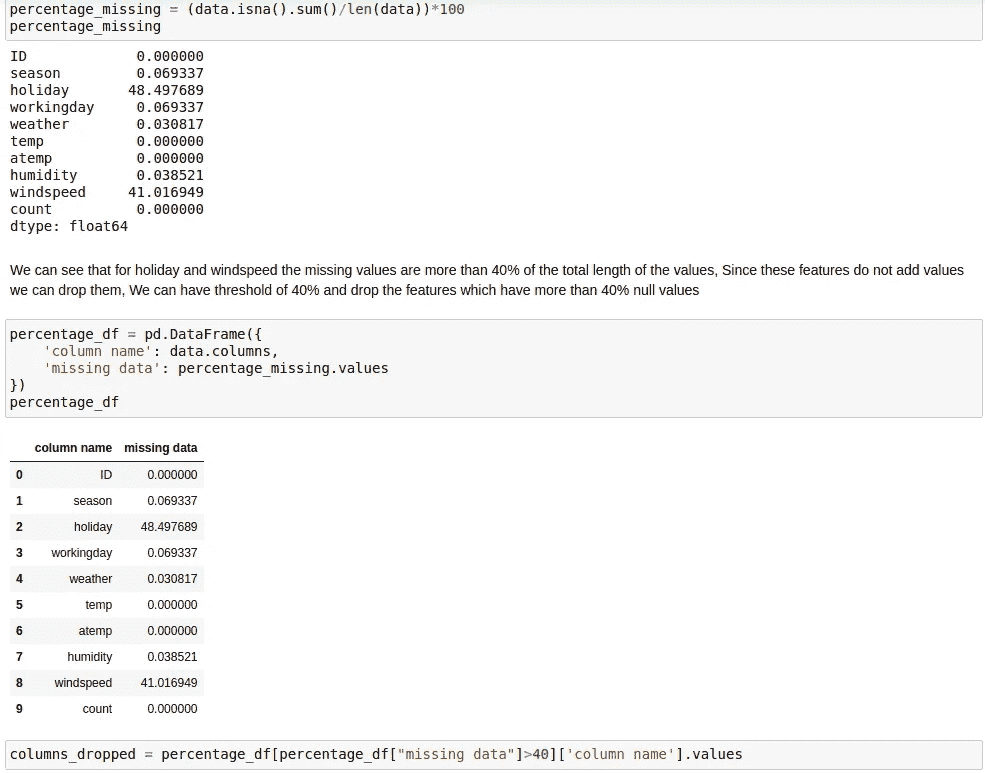 percentage_missing = (data.isna().sum()/len(data))*100
percentage_missing
ID 0.000000
season 0.069337
holiday 48.497689
workingday 0.069337
weather 0.030817
temp 0.000000
atemp 0.000000
humidity 0.038521
windspeed 41.016949
count 0.000000
dtype: float64
We can see that for holiday and windspeed the missing values are more than 40% of the total length of the values, Since these features do not add values
we can drop them, We can have threshold of 40% and drop the features which have more than 40% null values
percentage_df = pd.DataFrame({
    'column name': data.columns,
    'missing data': percentage_missing.values
})
percentage_df
column name missing data
0 ID 0.000000
1 season 0.069337
2 holiday 48.497689
3 workingday 0.069337
4 weather 0.030817
5 temp 0.000000
6 atemp 0.000000
7 humidity 0.038521
8 windspeed 41.016949
9 count 0.000000
columns_dropped = percentage_df[percentage_df["missing data"]>40]['column name'].values